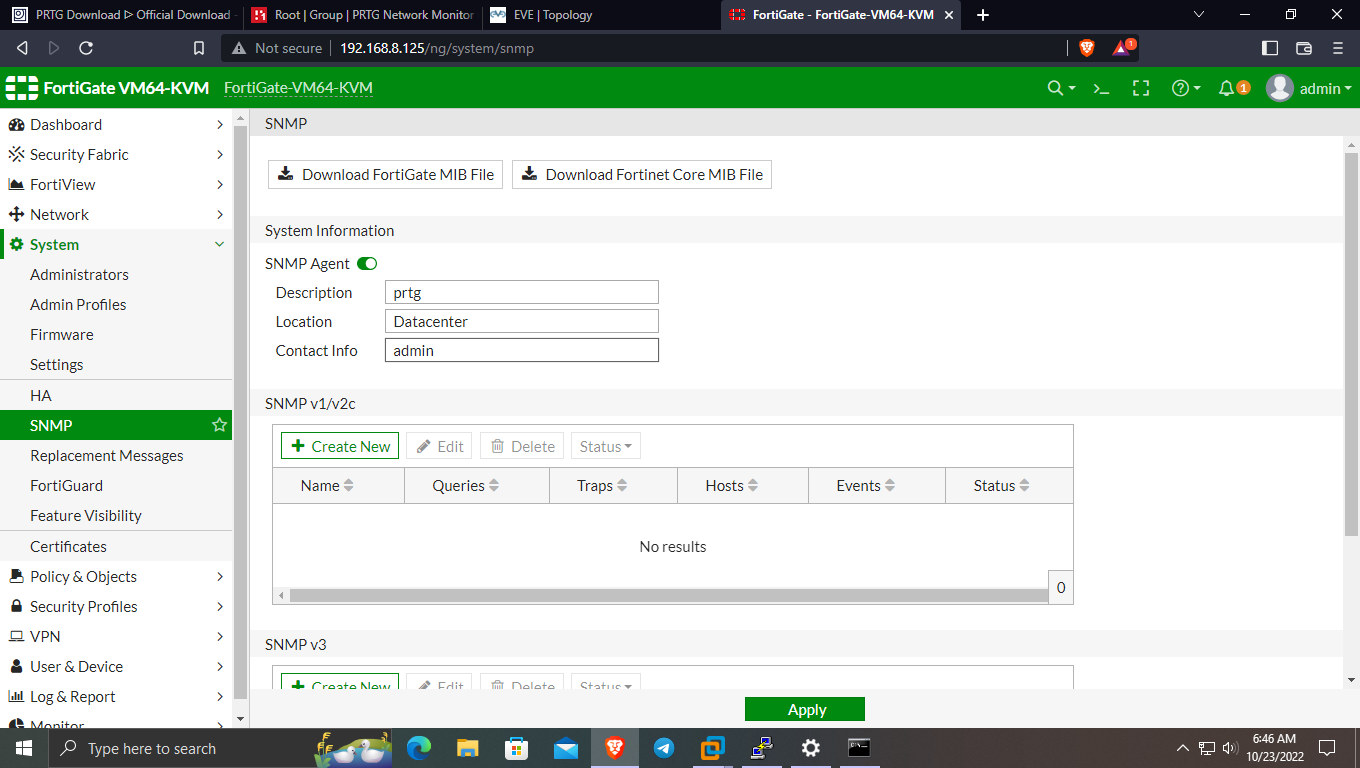 PRTG Download ᐅ Official Download -
Root | Group | PRTG Network Monitor
EVE | Topology
FortiGate - FortiGate-VM64-KVM
Not secure
192.168.8.125/ng/system/snmp
1
FortiGate VM64-KVM
FortiGate-VM64-KVM
1
admin
Dashboard
Security Fabric
FortiView
Network
System
Administrators
Admin Profiles
Firmware
Settings
HA
SNMP
Replacement Messages
FortiGuard
Feature Visibility
Certificates
Policy & Objects
Security Profiles
VPN
User & Device
Log & Report
Monitor
SNMP
Download FortiGate MIB File
Download Fortinet Core MIB File
System Information
SNMP Agent
Description
prtg
Location
Datacenter
Contact Info
admin
SNMP v1/v2c
Create New
Edit
Delete
Status
Name
Queries
Traps
Hosts
Events
Status
No results
0
SNMP v3
Create New
Edit
Delete
Status
Apply
Type here to search
6:46 AM
10/23/2022